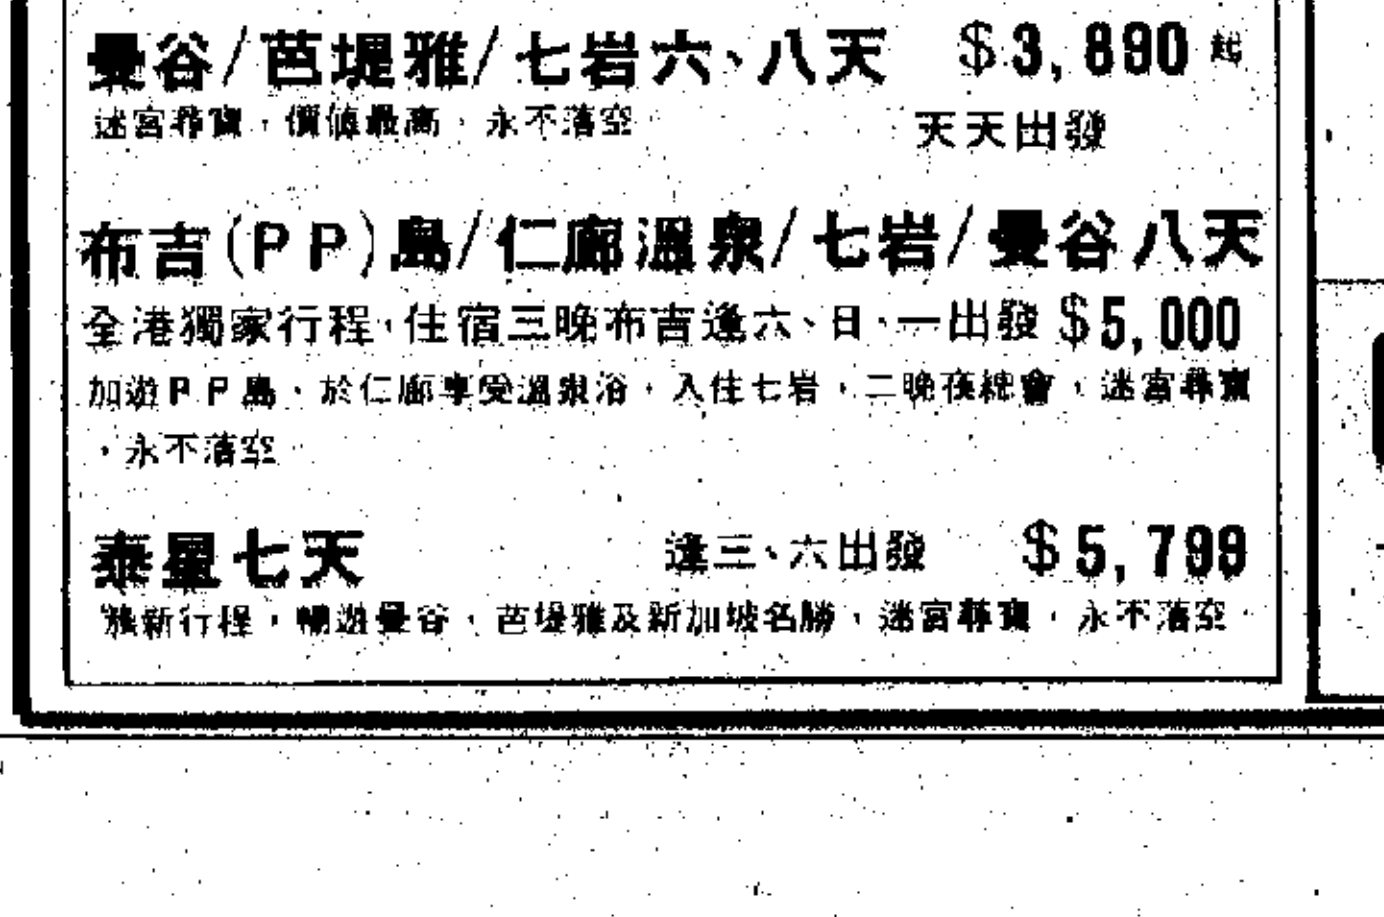 曼谷/芭堤雅/七岩六、八天 $3,890起
迷宮尋寶，價值最高，永不落空 天天出發
布吉(PP)島/仁廊溫泉/七岩/曼谷八天
全港獨家行程，住宿三晚布吉逢六、日、一出發 $5,000
加遊PP島、於仁廊享受溫泉浴，入住七岩，二晚夜總會，迷宮尋寶
，永不落空
泰星七天 逢三、六出發 $5,799
新行程，暢遊曼谷、芭堤雅及新加坡名勝，迷宮尋寶，永不落空